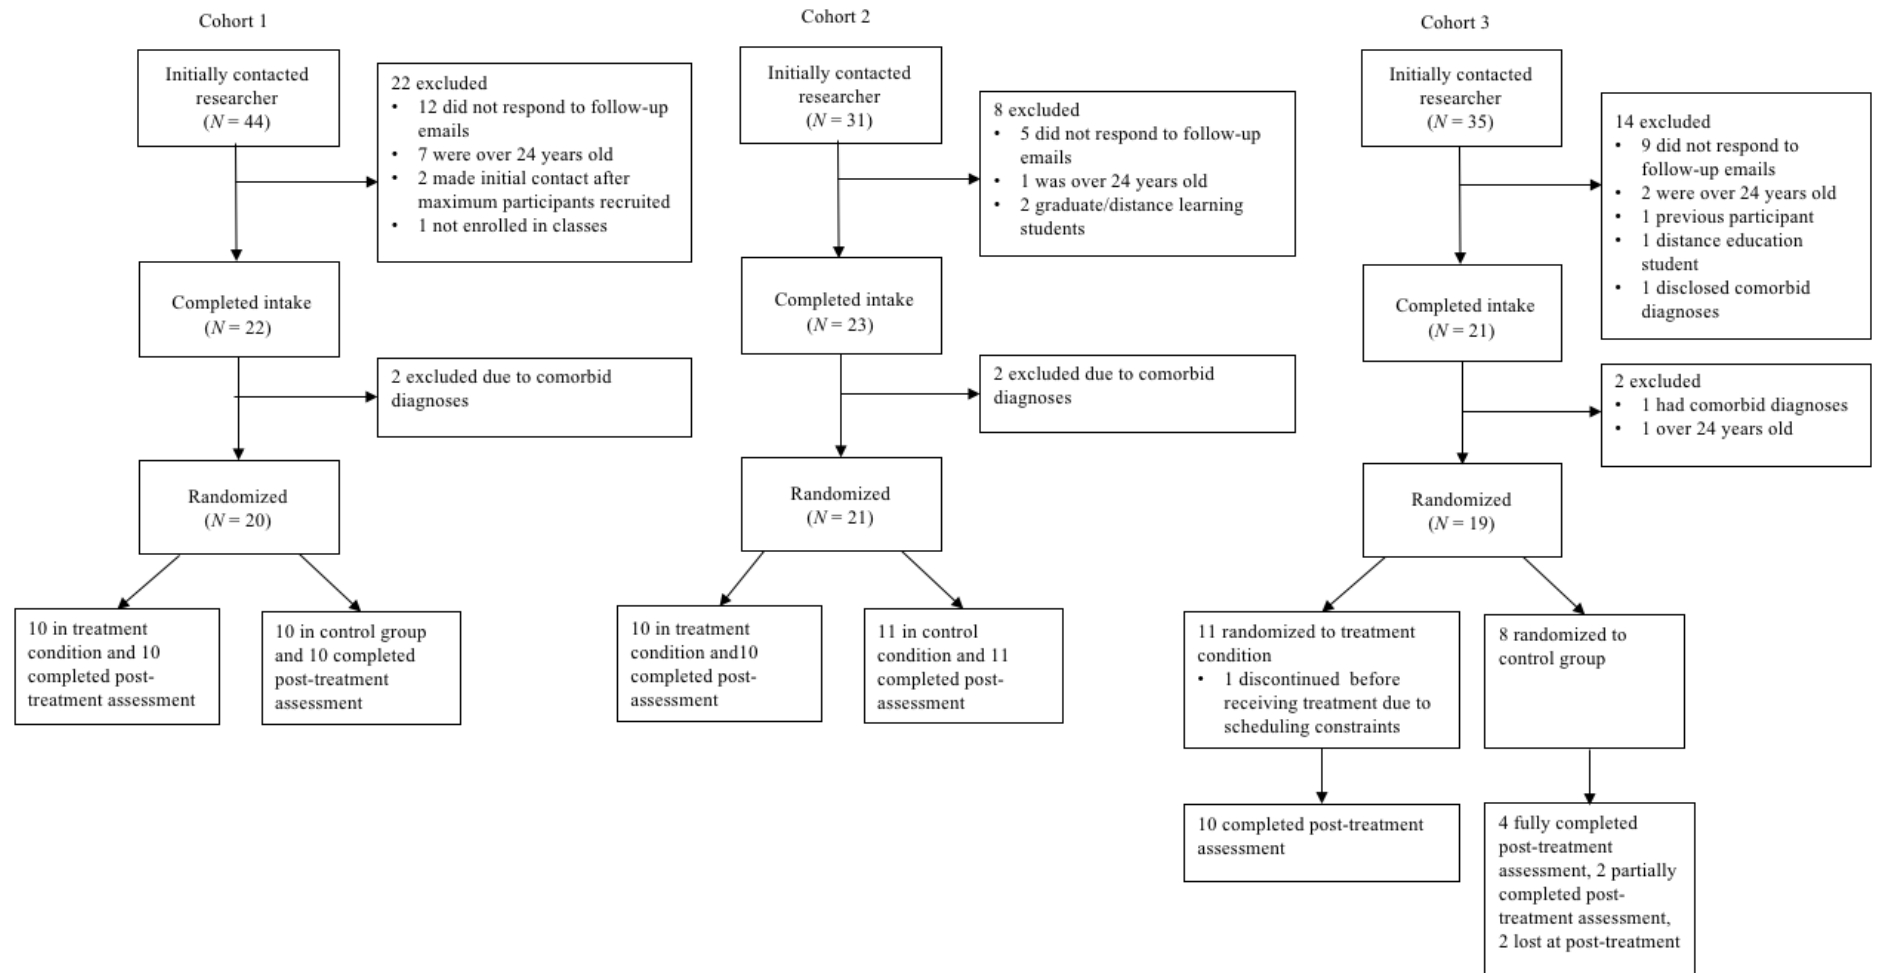 Cohort 1
Initially contacted
researcher
(N = 44)
22 excluded
• 12 did not respond to follow-up
emails
• 7 were over 24 years old
• 2 made initial contact after
maximum participants recruited
• 1 not enrolled in classes
Completed intake
(N = 22)
2 excluded due to comorbid
diagnoses
Randomized
(N = 20)
10 in treatment
condition and 10
completed post-
treatment assessment
10 in control group
and 10 completed
post-treatment
assessment
Cohort 2
Initially contacted
researcher
(N = 31)
8 excluded
• 5 did not respond to follow-up
emails
• 1 was over 24 years old
• 2 graduate/distance learning
students
Completed intake
(N = 23)
2 excluded due to comorbid
diagnoses
Randomized
(N = 21)
10 in treatment
condition and10
completed post-
assessment
11 in control
condition and 11
completed post-
assessment
Cohort 3
Initially contacted
researcher
(N = 35)
14 excluded
• 9 did not respond to
follow-up emails
• 2 were over 24 years old
• 1 previous participant
• 1 distance education
student
• 1 disclosed comorbid
diagnoses
Completed intake
(N = 21)
2 excluded
• 1 had comorbid diagnoses
• 1 over 24 years old
Randomized
(N = 19)
11 randomized to treatment
condition
• 1 discontinued before
receiving treatment due to
scheduling constraints
8 randomized to
control group
10 completed post-treatment
assessment
4 fully completed
post-treatment
assessment, 2 partially
completed post-
treatment assessment,
2 lost at post-treatment